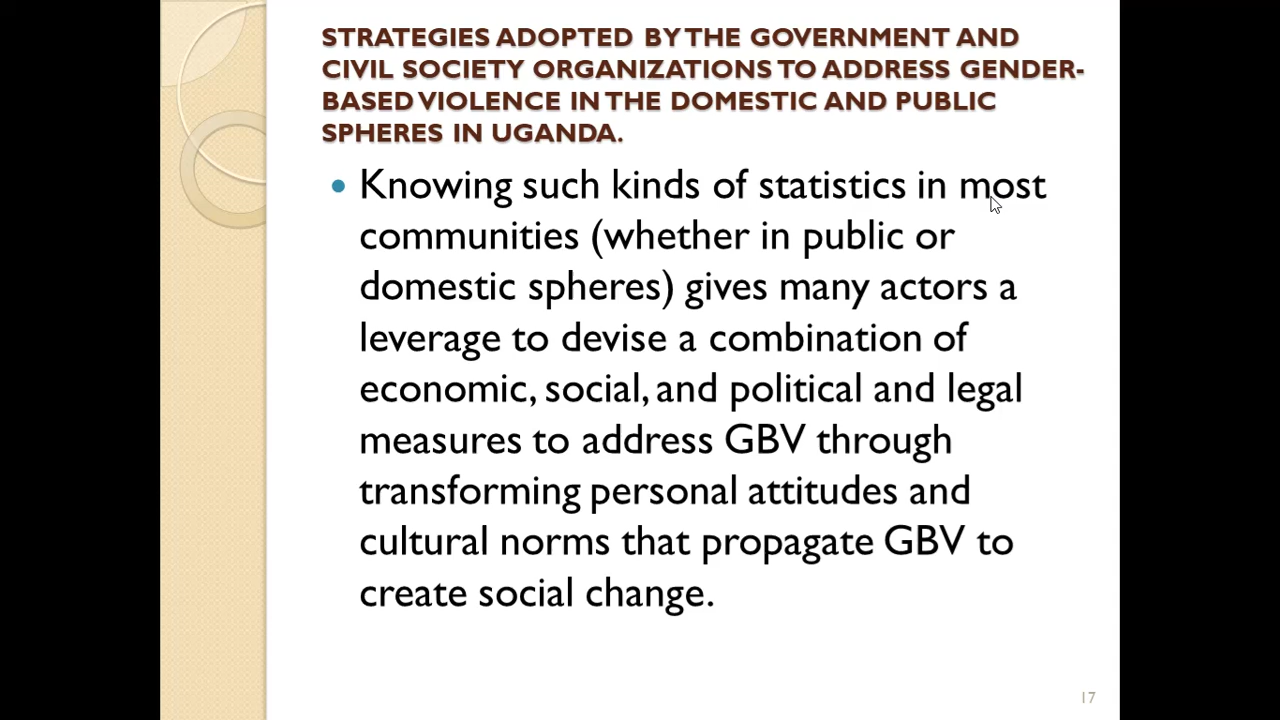 STRATEGIES ADOPTED BY THE GOVERNMENT AND
CIVIL SOCIETY ORGANIZATIONS TO ADDRESS GENDER-
BASED VIOLENCE IN THE DOMESTIC AND PUBLIC
SPHERES IN UGANDA.
• Knowing such kinds of statistics in most
communities (whether in public or
domestic spheres) gives many actors a
leverage to devise a combination of
economic, social, and political and legal
measures to address GBV through
transforming personal attitudes and
cultural norms that propagate GBV to
create social change.
17